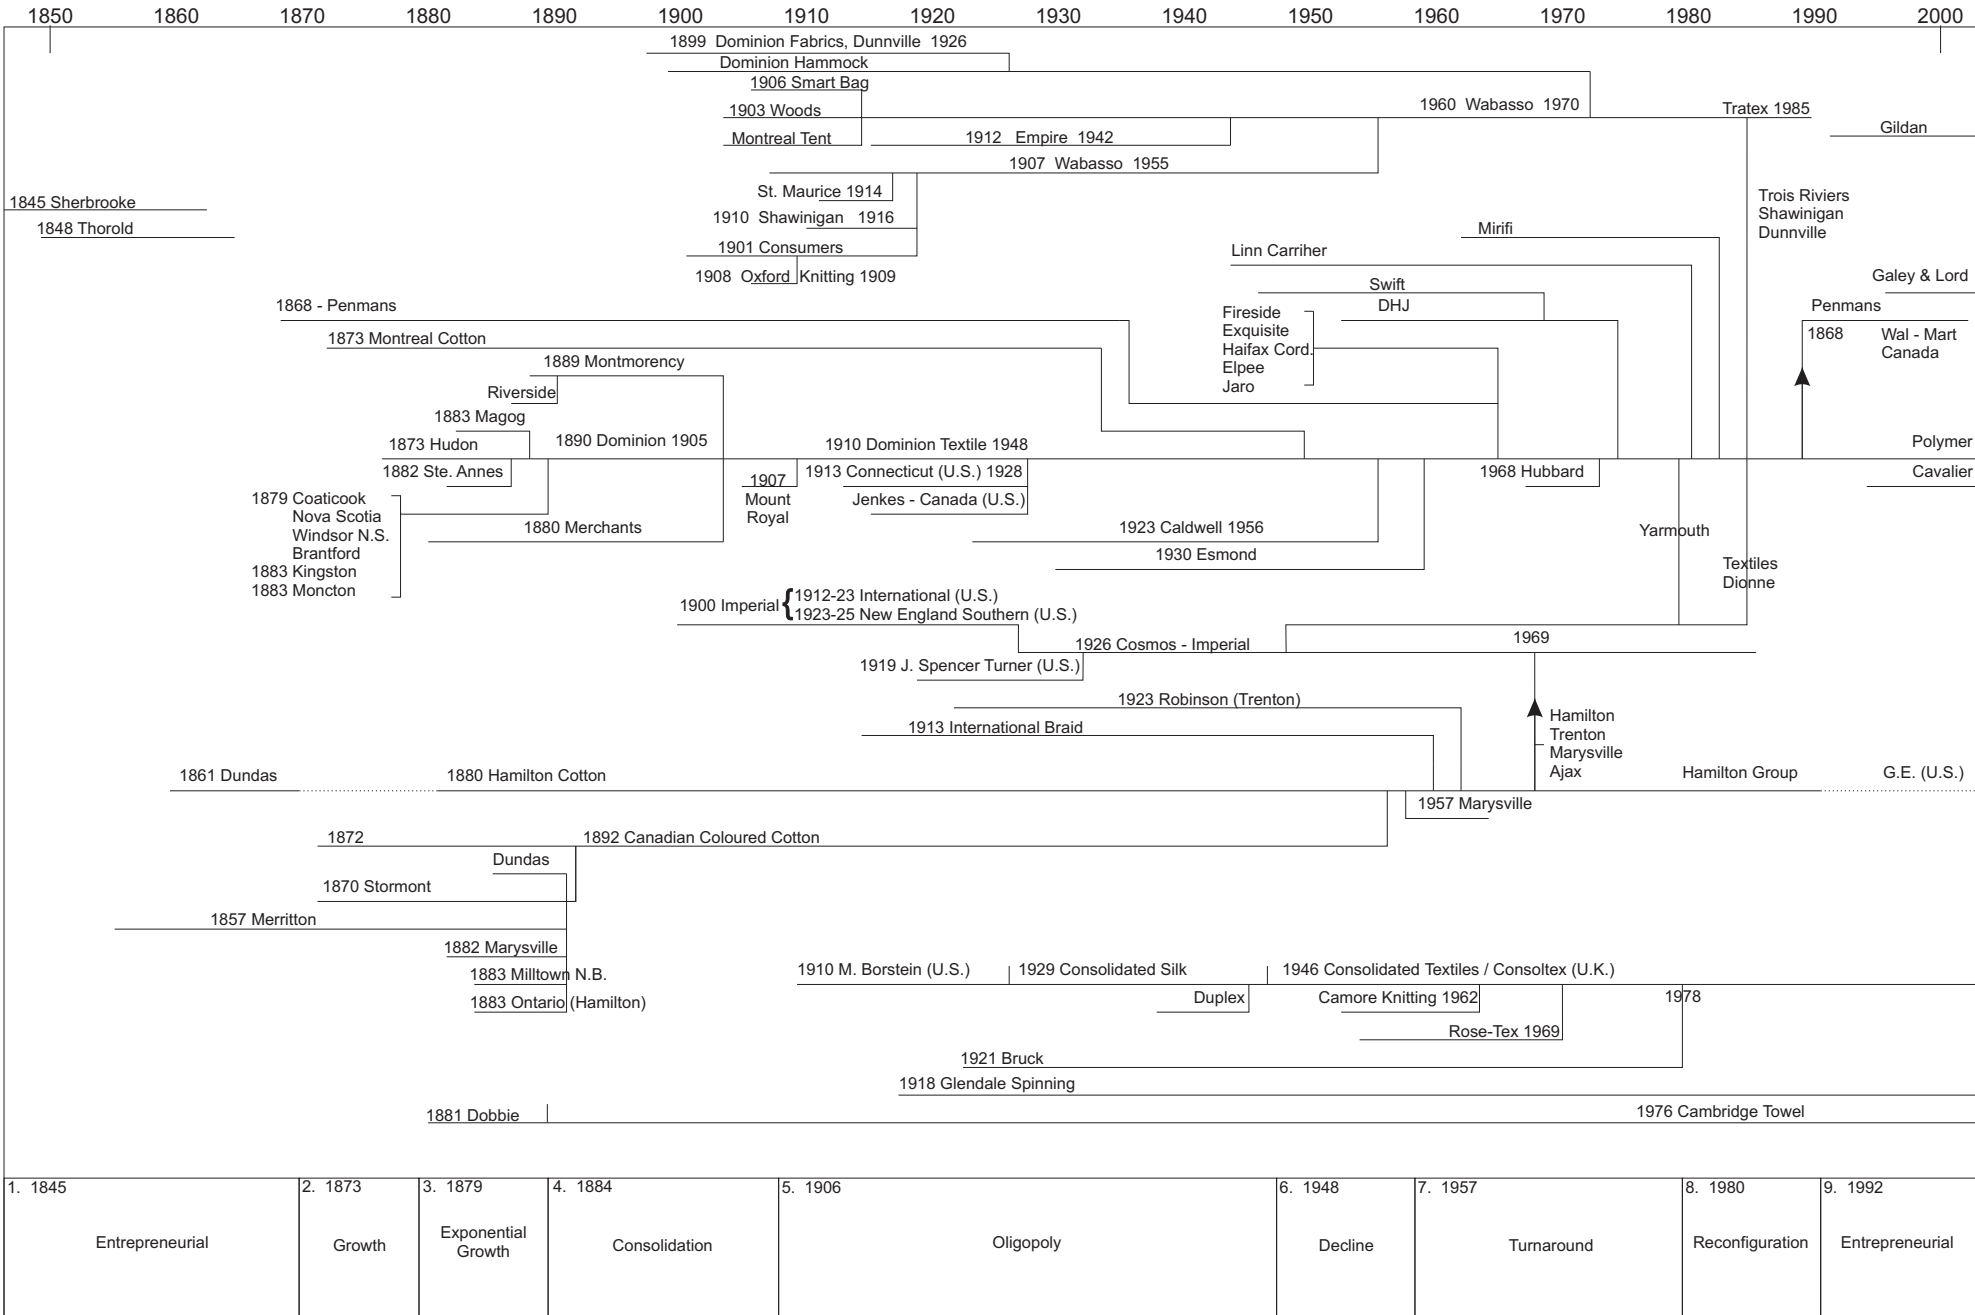 1850 1860 1870 1880 1890 1900 1910 1920 1930 1940 1950 1960 1970 1980 1990 2000
1899 Dominion Fabrics, Dunnville 1926
Dominion Hammock
1906 Smart Bag
1903 Woods
1960 Wabasso 1970
Tratex 1985
Montreal Tent
1912 Empire 1942
Gildan
1907 Wabasso 1955
St. Maurice 1914
1845 Sherbrooke
1910 Shawinigan 1916
1848 Thorold
Trois Riviers
Shawinigan
Dunnville
Mirifi
1901 Consumers
Linn Carriher
1908 Oxford Knitting 1909
Swift
Galey & Lord
1868 - Penmans
DHJ
Penmans
Fireside
Exquisite
Haifax Cord.
Elpee
Jaro
1868
Wal - Mart
Canada
1873 Montreal Cotton
1889 Montmorency
Riverside
1883 Magog
1873 Hudon
1890 Dominion 1905
1910 Dominion Textile 1948
Polymer
1882 Ste. Annes
1907
Mount
Royal
1913 Connecticut (U.S.) 1928
1968 Hubbard
Cavalier
1879 Coaticook
Nova Scotia
Windsor N.S.
Brantford
1883 Kingston
1883 Moncton
Jenkes - Canada (U.S.)
1880 Merchants
1923 Caldwell 1956
Yarmouth
1930 Esmond
Textiles
Dionne
1900 Imperial {
1912-23 International (U.S.)
1923-25 New England Southern (U.S.)
1926 Cosmos - Imperial
1969
1919 J. Spencer Turner (U.S.)
1923 Robinson (Trenton)
1913 International Braid
Hamilton
Trenton
Marysville
Ajax
1861 Dundas
1880 Hamilton Cotton
Hamilton Group
G.E. (U.S.)
1957 Marysville
1872
1892 Canadian Coloured Cotton
Dundas
1870 Stormont
1857 Merritton
1882 Marysville
1883 Milltown N.B.
1883 Ontario (Hamilton)
1910 M. Borstein (U.S.)
1929 Consolidated Silk
1946 Consolidated Textiles / Consoltex (U.K.)
Duplex
Camore Knitting 1962
1978
Rose-Tex 1969
1921 Bruck
1918 Glendale Spinning
1881 Dobbie
1976 Cambridge Towel
1. 1845
Entrepreneurial
2. 1873
Growth
3. 1879
Exponential
Growth
4. 1884
Consolidation
5. 1906
Oligopoly
6. 1948
Decline
7. 1957
Turnaround
8. 1980
Reconfiguration
9. 1992
Entrepreneurial